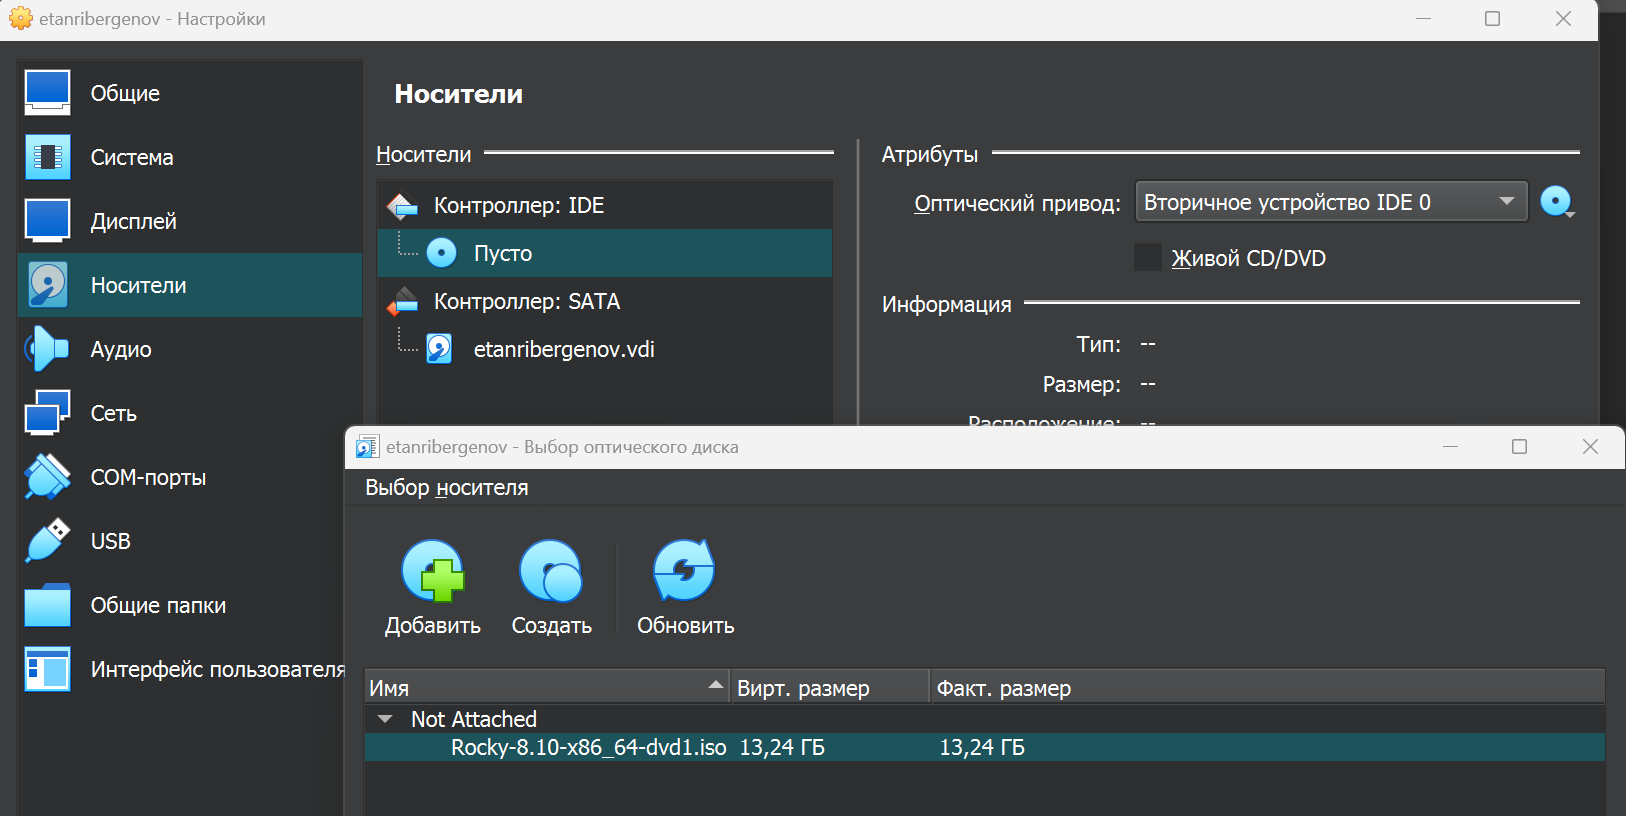 etanribergenov - Настройки
Общие
Система
Дисплей
Носители
Аудио
Сеть
COM-порты
USB
Общие папки
Интерфейс пользователя
Носители
Носители
Контроллер: IDE
Пусто
Контроллер: SATA
etanribergenov.vdi
Атрибуты
Оптический привод: Вторичное устройство IDE 0
Живой CD/DVD
Информация
Тип: --
Размер: --
Расположение: --
etanribergenov - Выбор оптического диска
Выбор носителя
Добавить Создать Обновить
Имя Вирт. размер Факт. размер
Not Attached
Rocky-8.10-x86_64-dvd1.iso 13,24 ГБ 13,24 ГБ